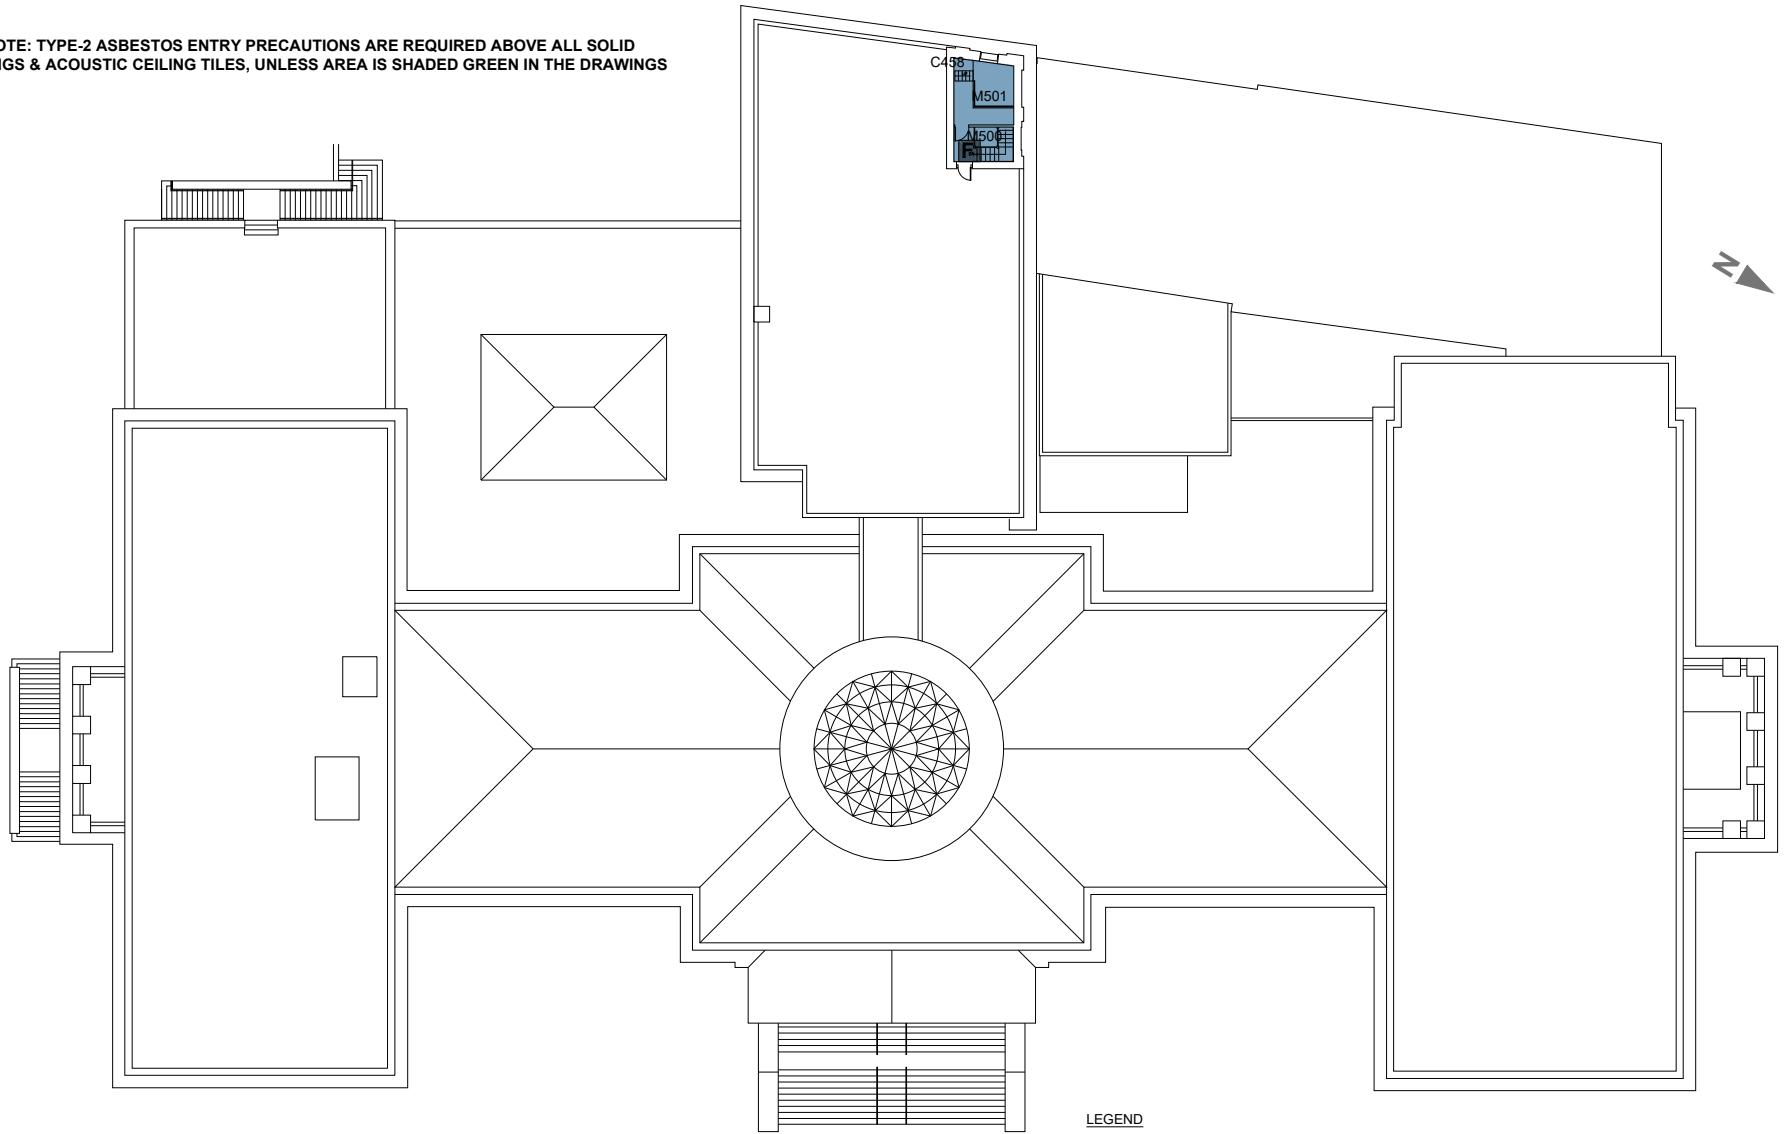 OTE: TYPE-2 ASBESTOS ENTRY PRECAUTIONS ARE REQUIRED ABOVE ALL SOLID
NGS & ACOUSTIC CEILING TILES, UNLESS AREA IS SHADED GREEN IN THE DRAWINGS
C458
M501
M500
F
N
LEGEND